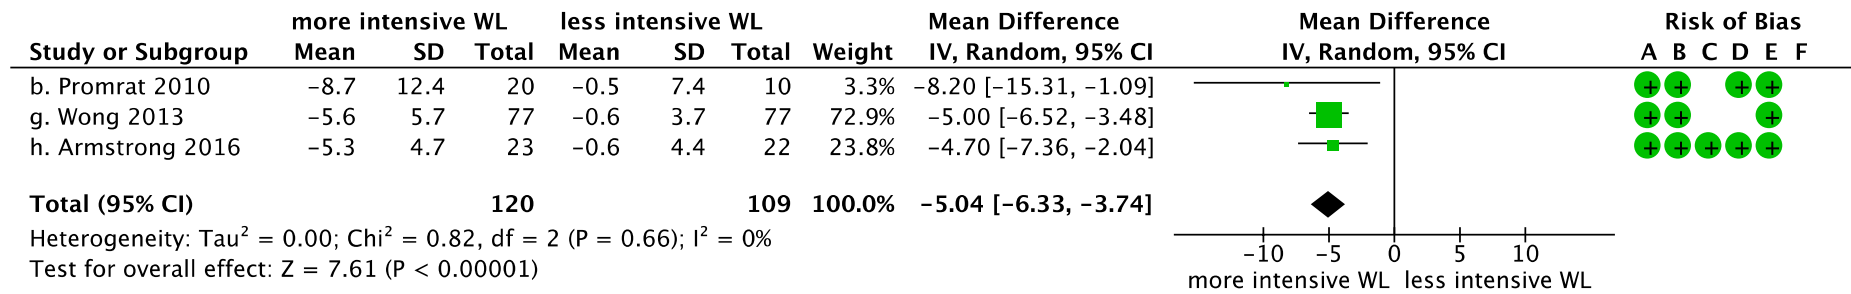 more intensive WL less intensive WL Mean Difference Mean Difference Risk of Bias
Study or Subgroup Mean SD Total Mean SD Total Weight IV, Random, 95% CI IV, Random, 95% CI A B C D E F
b. Promrat 2010 −8.7 12.4 20 −0.5 7.4 10 3.3% −8.20 [−15.31, −1.09] + + + +
g. Wong 2013 −5.6 5.7 77 −0.6 3.7 77 72.9% −5.00 [−6.52, −3.48] + + +
h. Armstrong 2016 −5.3 4.7 23 −0.6 4.4 22 23.8% −4.70 [−7.36, −2.04] + + + + +
Total (95% CI) 120 109 100.0% −5.04 [−6.33, −3.74]
Heterogeneity: Tau² = 0.00; Chi² = 0.82, df = 2 (P = 0.66); I² = 0%
Test for overall effect: Z = 7.61 (P < 0.00001)
−10 −5 0 5 10
more intensive WL less intensive WL